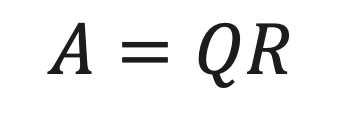 A = QR